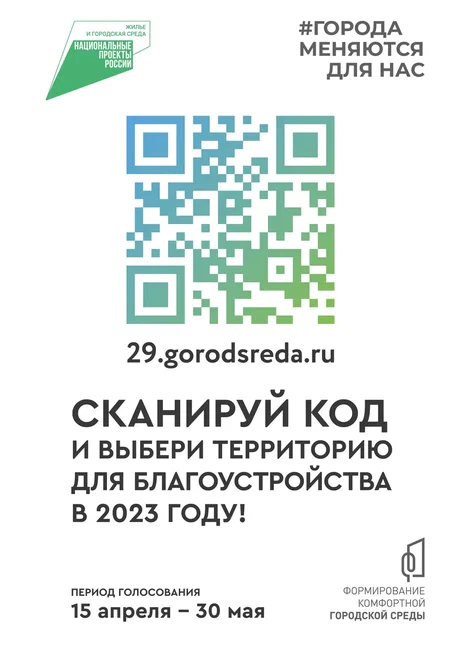 ЖИЛЬЕ
И ГОРОДСКАЯ СРЕДА
НАЦИОНАЛЬНЫЕ
ПРОЕКТЫ
РОССИИ
#ГОРОДА
МЕНЯЮТСЯ
ДЛЯ НАС
29.gorodsreda.ru
СКАНИРУЙ КОД
И ВЫБЕРИ ТЕРРИТОРИЮ
ДЛЯ БЛАГОУСТРОЙСТВА
В 2023 ГОДУ!
ПЕРИОД ГОЛОСОВАНИЯ
15 апреля – 30 мая
ФОРМИРОВАНИЕ
КОМФОРТНОЙ
ГОРОДСКОЙ СРЕДЫ